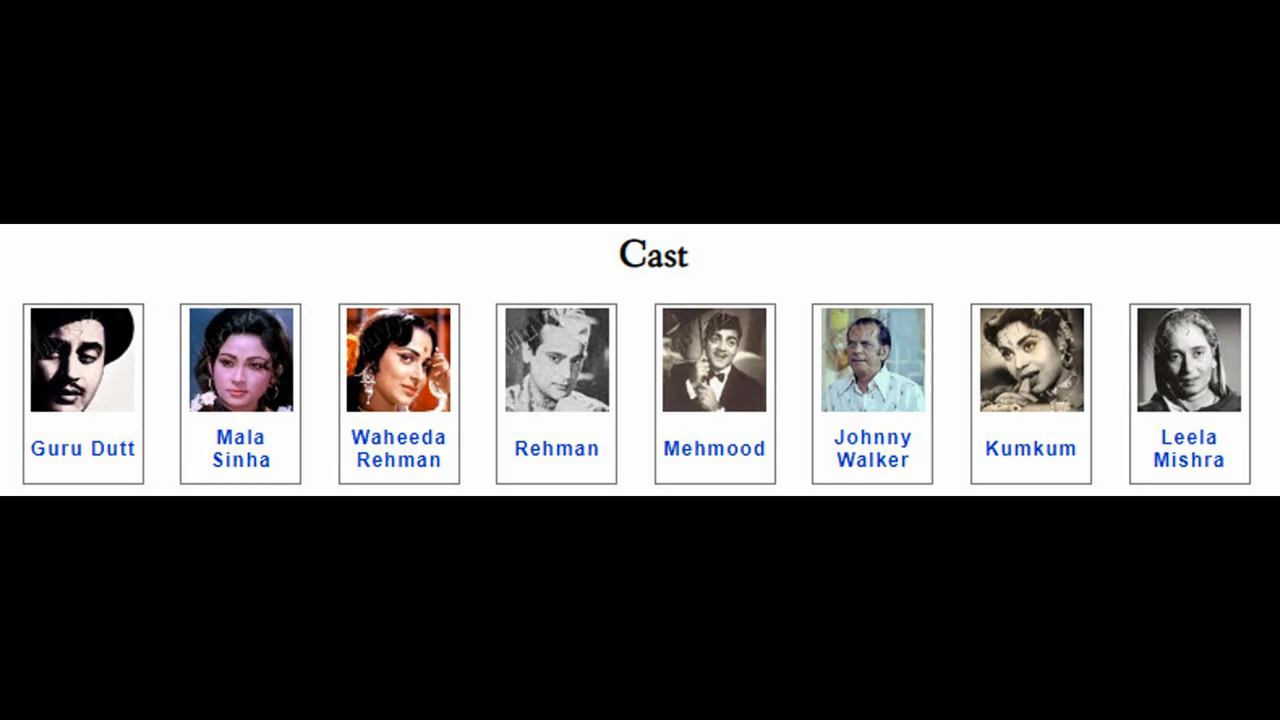 Cast
Guru Dutt
Mala
Sinha
Waheeda
Rehman
Rehman
Mehmood
Johnny
Walker
Kumkum
Leela
Mishra